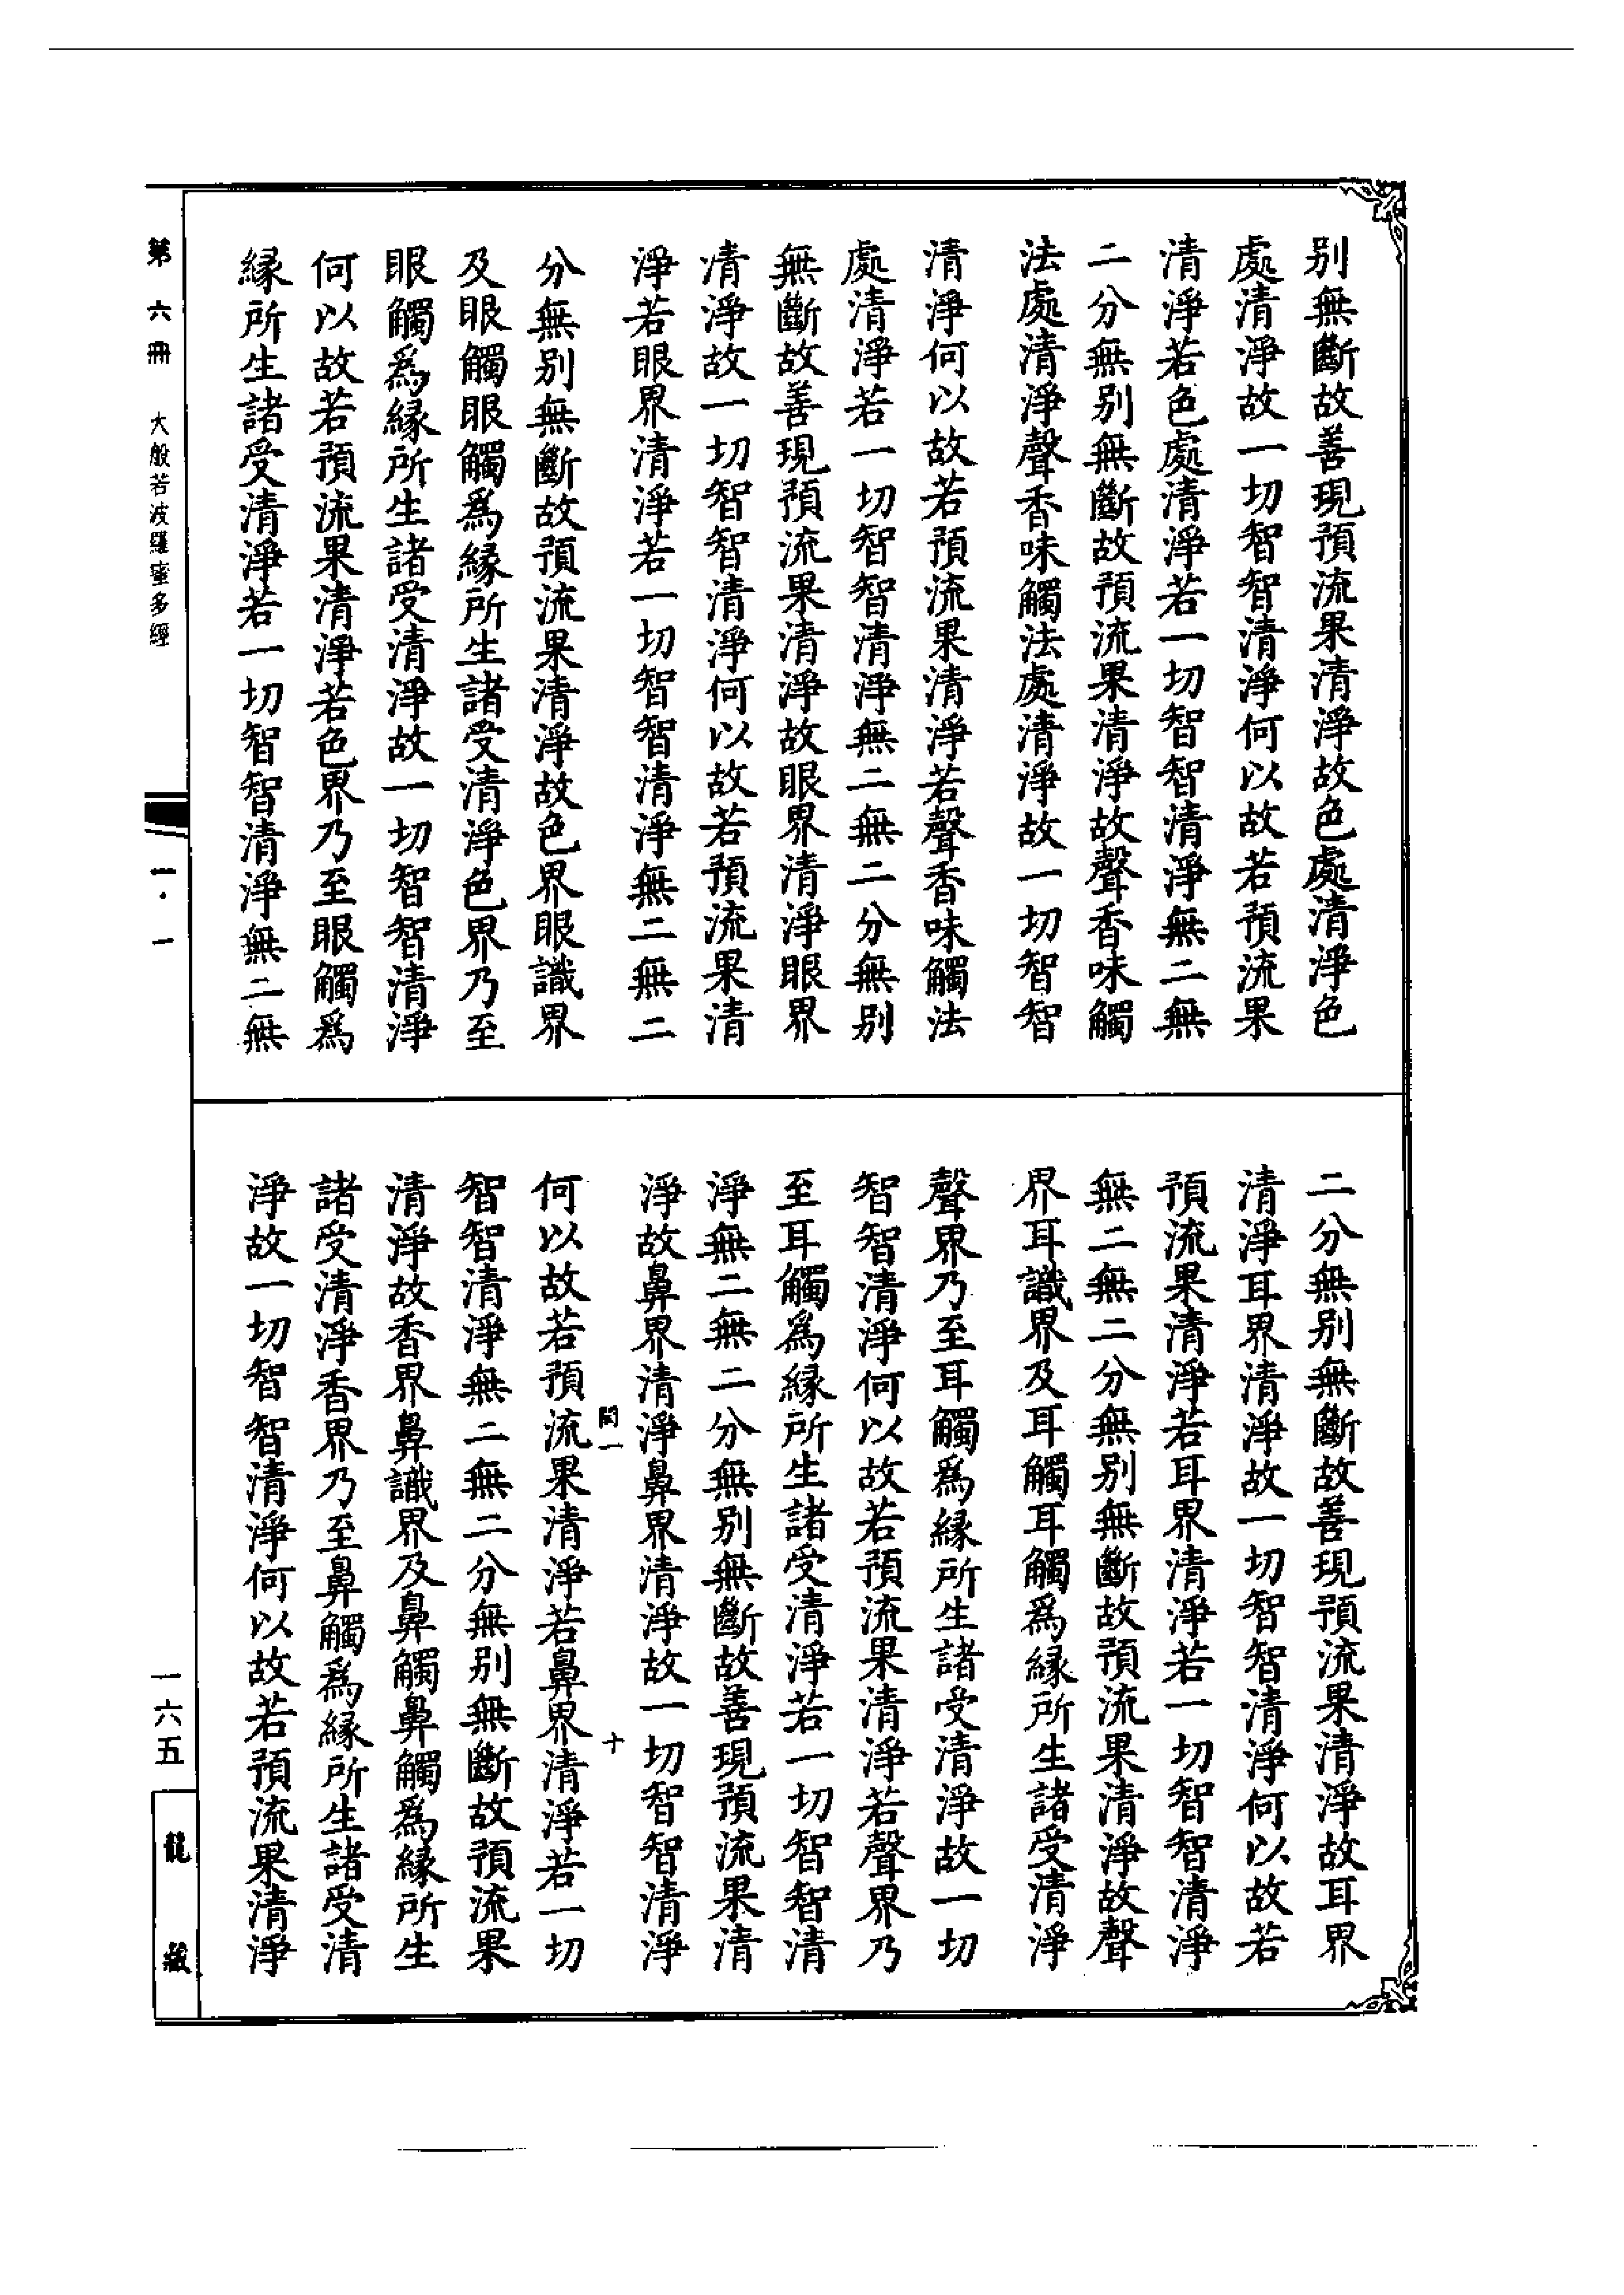 别無斷故善現預流果清淨故色處清淨色
處清淨故一切智智清淨何以故若預流果
清淨若色處清淨若一切智智清淨無二無
二分無别無斷故預流果清淨故聲香味觸
法處清淨聲香味觸法處清淨故一切智智
清淨何以故若預流果清淨若聲香味觸法
處清淨若一切智智清淨無二無二分無别
無斷故善現預流果清淨故眼界清淨眼界
清淨故一切智智清淨何以故若預流果清
淨若眼界清淨若一切智智清淨無二無二
分無别無斷故預流果清淨故色界眼識界
及眼觸眼觸爲緣所生諸受清淨色界乃至
眼觸爲緣所生諸受清淨故一切智智清淨
何以故若預流果清淨若色界乃至眼觸爲
緣所生諸受清淨若一切智智清淨無二無
二分無别無斷故善現預流果清淨故耳界
清淨耳界清淨故一切智智清淨何以故若
預流果清淨若耳界清淨若一切智智清淨
無二無二分無别無斷故預流果清淨故聲
界耳識界及耳觸耳觸爲緣所生諸受清淨
聲界乃至耳觸爲緣所生諸受清淨故一切
智智清淨何以故若預流果清淨若聲界乃
至耳觸爲緣所生諸受清淨若一切智智清
淨無二無二分無别無斷故善現預流果清
淨故鼻界清淨鼻界清淨故一切智智清淨
十
何以故若預流果清淨若鼻界清淨若一切
智智清淨無二無二分無别無斷故預流果
清淨故香界鼻識界及鼻觸鼻觸爲緣所生
諸受清淨香界乃至鼻觸爲緣所生諸受清
淨故一切智智清淨何以故若預流果清淨
第六冊 大般若波羅蜜多經
一·一
一六五
龍藏